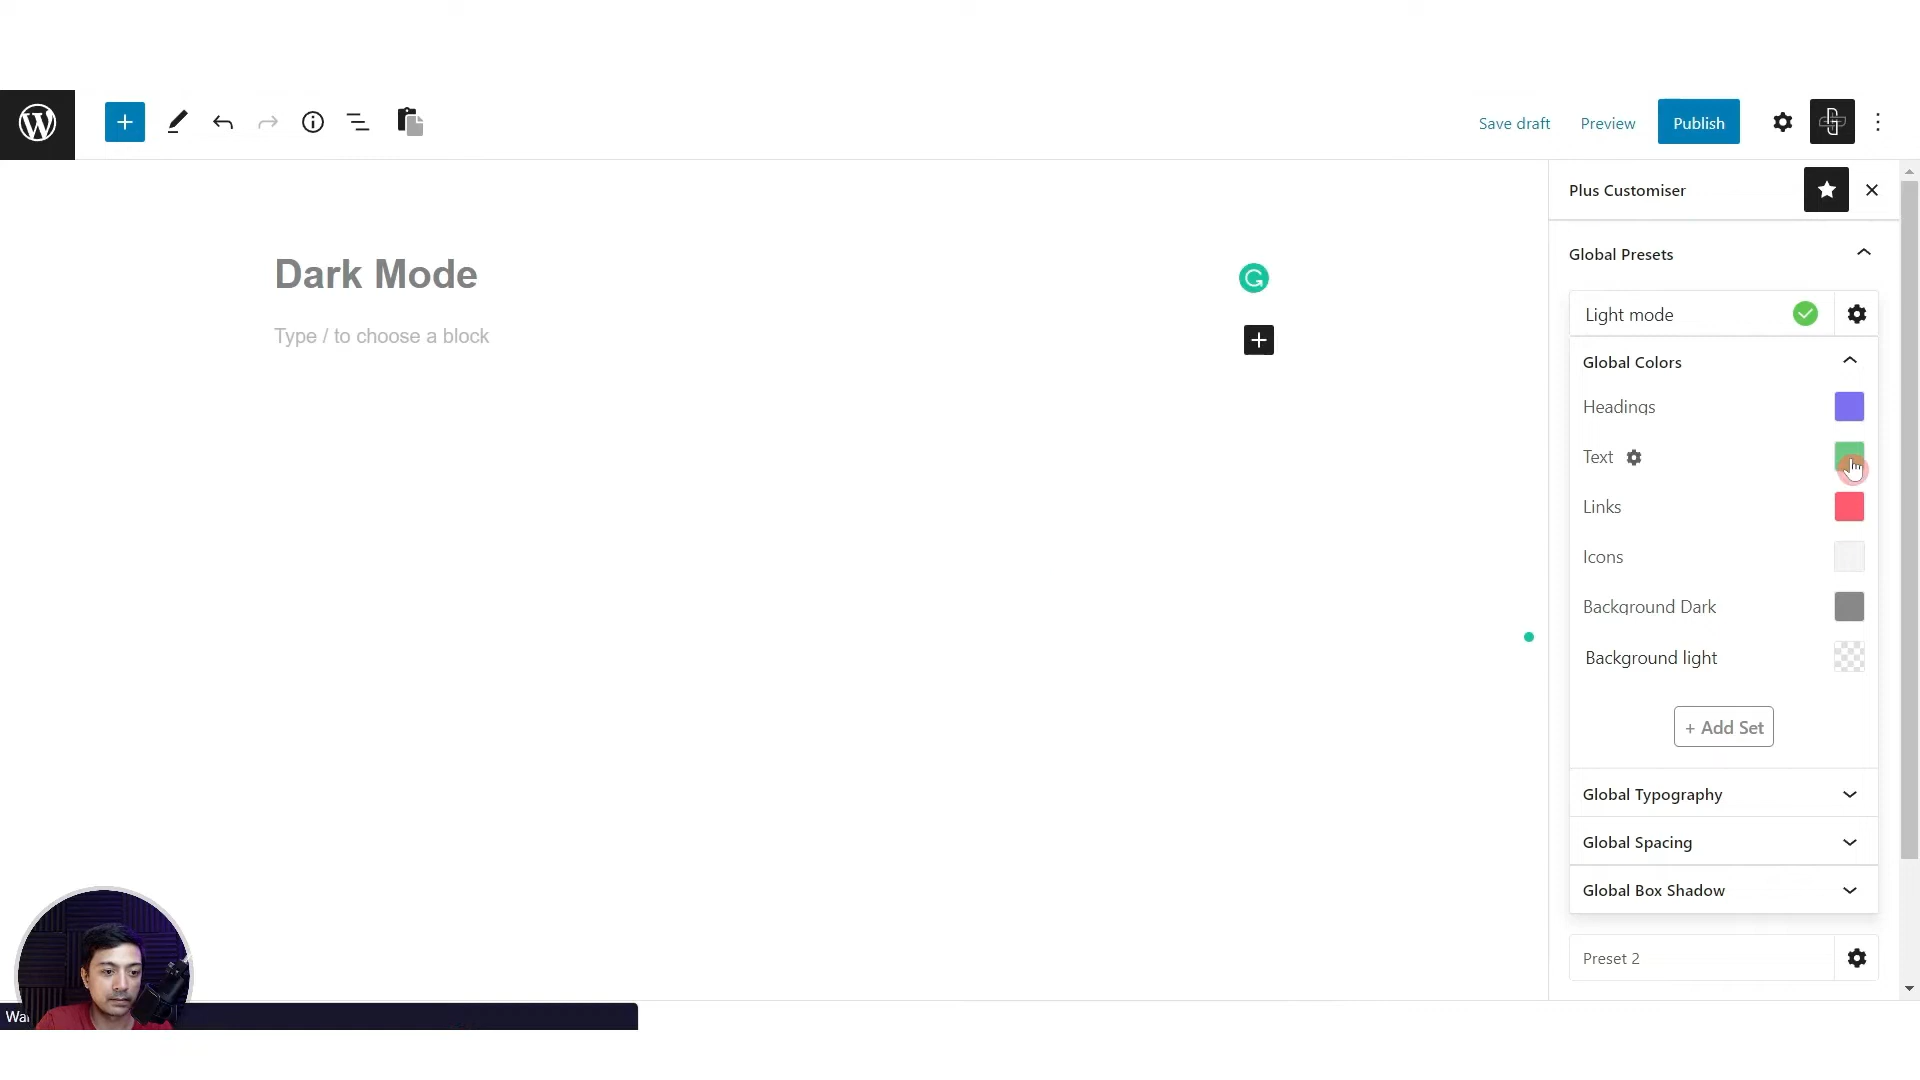 Save draft
Preview
Publish
Plus Customiser
Global Presets
Dark Mode
Type / to choose a block
Light mode
Global Colors
Headings
Text
Links
Icons
Background Dark
Background light
+ Add Set
Global Typography
Global Spacing
Global Box Shadow
Preset 2